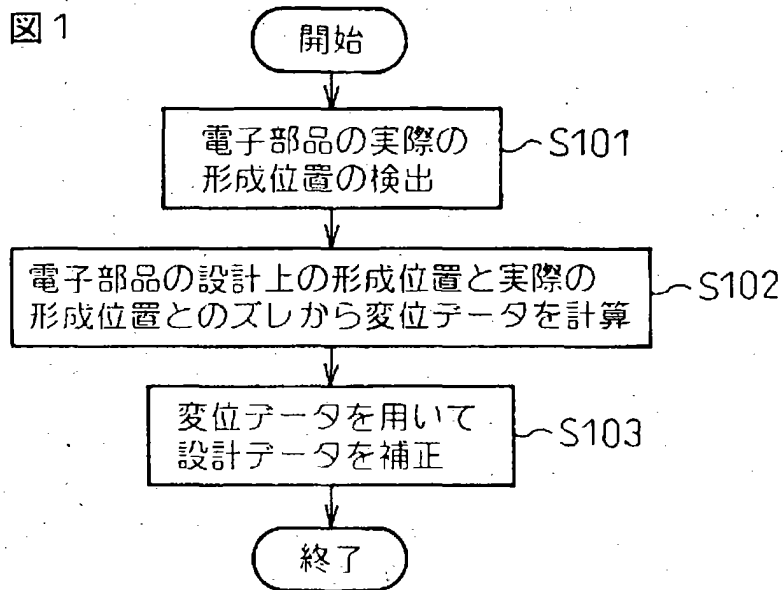 図1
開始
電子部品の実際の
形成位置の検出
S101
電子部品の設計上の形成位置と実際の
形成位置とのズレから変位データを計算
S102
変位データを用いて
設計データを補正
S103
終了